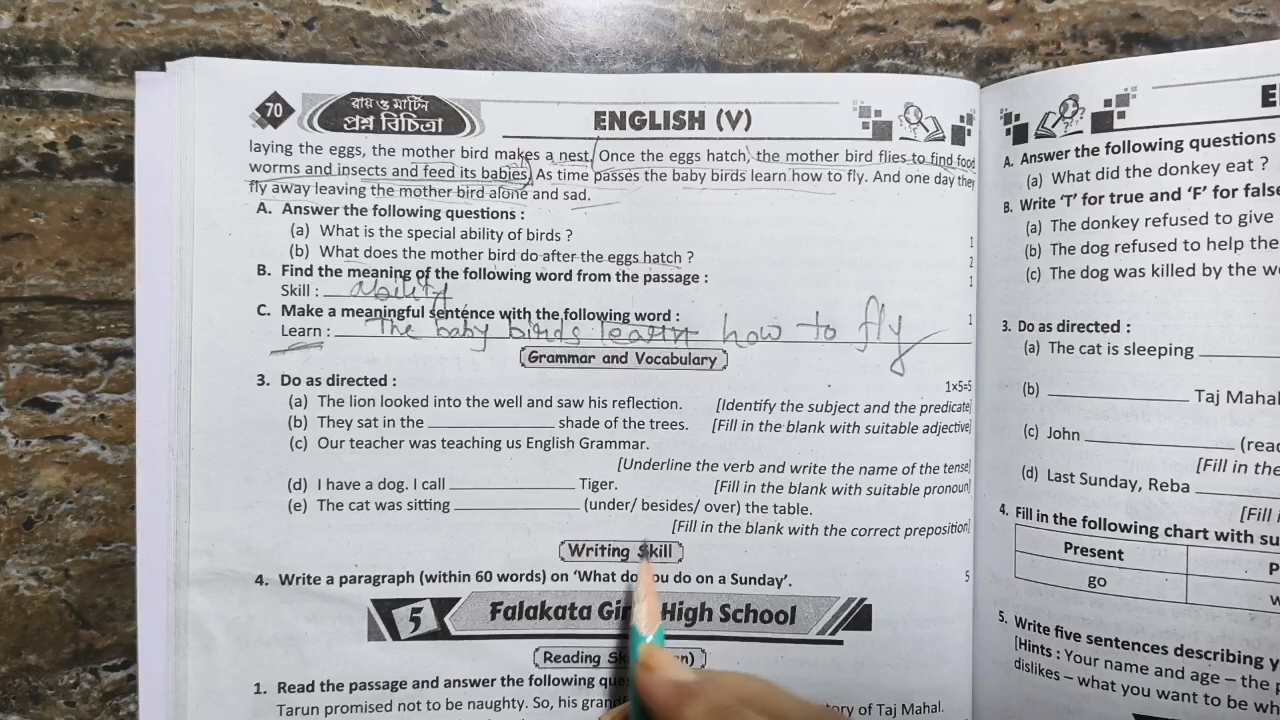 70
রায় ও মার্টিন
প্রশ্ন বিচিত্রা
ENGLISH (V)
laying the eggs, the mother bird makes a nest. Once the eggs hatch, the mother bird flies to find food
worms and insects and feed its babies. As time passes the baby birds learn how to fly. And one day they
fly away leaving the mother bird alone and sad.
A. Answer the following questions :
(a) What is the special ability of birds ? 1
(b) What does the mother bird do after the eggs hatch ? 2
B. Find the meaning of the following word from the passage : 1
Skill : ability
C. Make a meaningful sentence with the following word : 1
Learn : The baby birds learn how to fly
Grammar and Vocabulary
3. Do as directed : 1×5=5
(a) The lion looked into the well and saw his reflection. [Identify the subject and the predicate]
(b) They sat in the ____________ shade of the trees. [Fill in the blank with suitable adjective]
(c) Our teacher was teaching us English Grammar.
[Underline the verb and write the name of the tense]
(d) I have a dog. I call ____________ Tiger. [Fill in the blank with suitable pronoun]
(e) The cat was sitting ____________ (under/ besides/ over) the table.
[Fill in the blank with the correct preposition]
Writing Skill
4. Write a paragraph (within 60 words) on ‘What do you do on a Sunday’. 5
5 Falakata Girls High School
Reading
1. Read the passage and answer the following
Tarun promised not to be naughty. So, his of Taj Mahal.
A. Answer the following questions
(a) What did the donkey eat ?
B. Write ‘T’ for true and ‘F’ for false
(a) The donkey refused to give
(b) The dog refused to help the
(c) The dog was killed by the
3. Do as directed :
(a) The cat is sleeping ________
(b) ____________ Taj Mahal
(c) John ____________
[Fill in the
(d) Last Sunday, Reba ________
[Fill
4. Fill in the following chart with
Present
go
5. Write five sentences describing
[Hints : Your name and age – the
dislikes – what you want to be